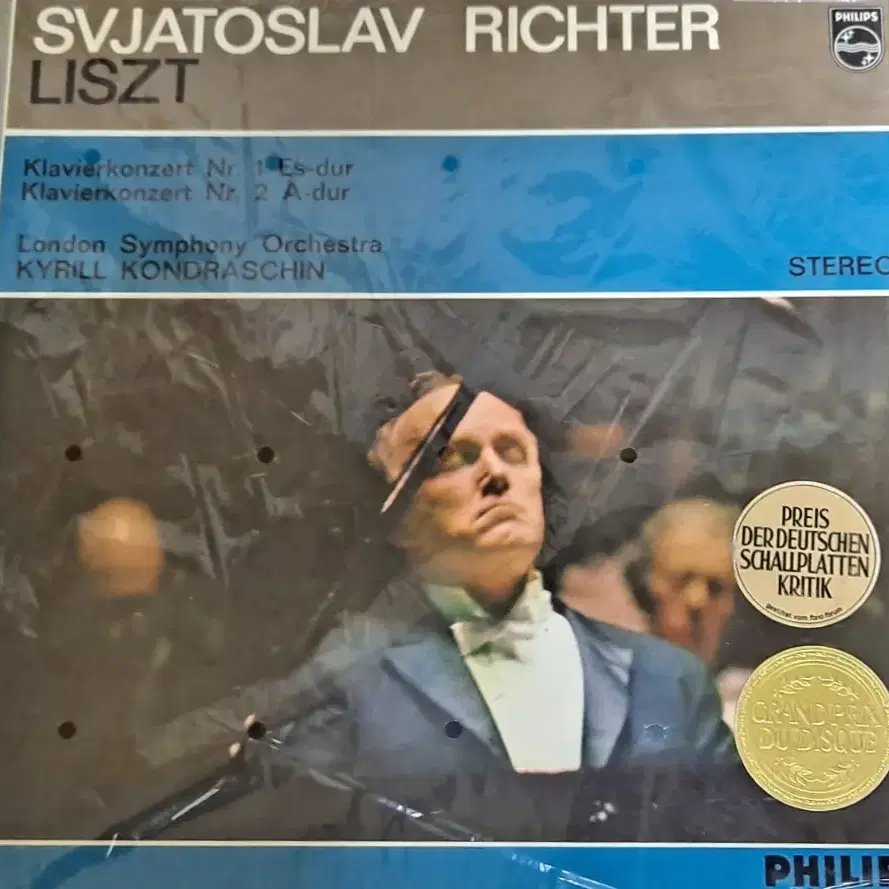 SVJATOSLAV RICHTER
LISZT
PHILIPS
Klavierkonzert Nr. 1 Es-dur
Klavierkonzert Nr. 2 A-dur
London Symphony Orchestra
KYRILL KONDRASCHIN
STEREO
PREIS
DER DEUTSCHEN
SCHALLPLATTEN
KRITIK
GRAND PRIX
DU DISQUE
PHILIP